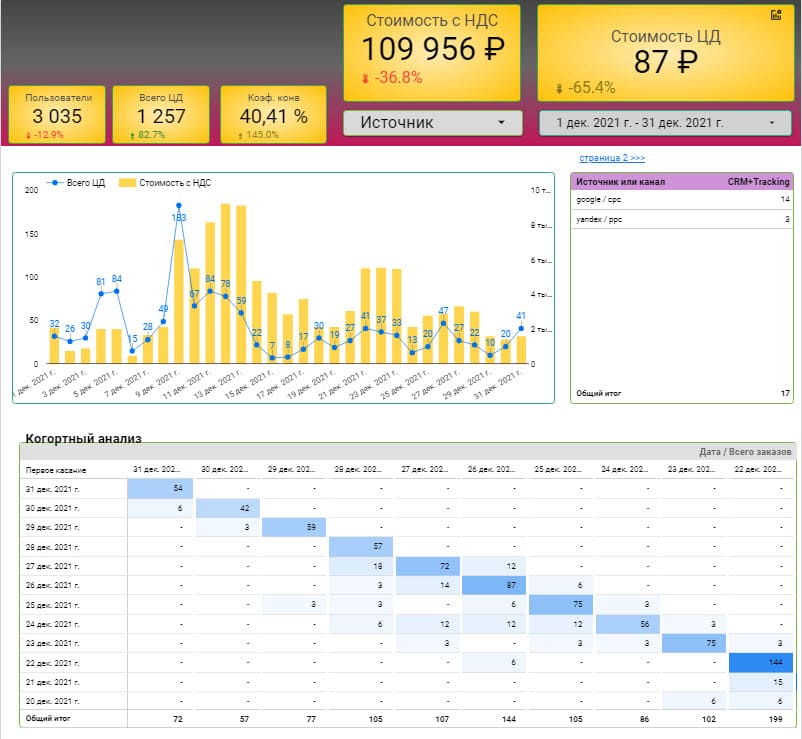 Стоимость с НДС
109 956 ₽
-36.8%
Стоимость ЦД
87 ₽
-65.4%
Пользователи
3 035
-12.9%
Всего ЦД
1 257
82.7%
Коэф. конв
40,41 %
145.0%
Источник
1 дек. 2021 г. - 31 дек. 2021 г.
страница 2 >>>
Всего ЦД Стоимость с НДС
200
150
100
50
0
10 т...
8 ты...
6 ты...
4 ты...
2 ты...
0
32 26 30 81 84 15 28 49 183 67 84 78 59 22 7 8 17 30 19 27 41 37 33 13 20 47 27 22 10 20 41
1 дек. 2021 г. 3 дек. 2021 г. 5 дек. 2021 г. 7 дек. 2021 г. 9 дек. 2021 г. 11 дек. 2021 г. 13 дек. 2021 г. 15 дек. 2021 г. 17 дек. 2021 г. 19 дек. 2021 г. 21 дек. 2021 г. 23 дек. 2021 г. 25 дек. 2021 г. 27 дек. 2021 г. 29 дек. 2021 г. 31 дек. 2021 г.
Источник или канал CRM+Tracking
google / cpc 14
yandex / ppc 3
Общий итог 17
Когортный анализ
Дата / Всего заказов
Первое касание 31 дек. 202... 30 дек. 202... 29 дек. 202... 28 дек. 202... 27 дек. 202... 26 дек. 202... 25 дек. 202... 24 дек. 202... 23 дек. 202... 22 дек. 202...
31 дек. 2021 г. 54 - - - - - - - - -
30 дек. 2021 г. 6 42 - - - - - - - -
29 дек. 2021 г. - 3 59 - - - - - - -
28 дек. 2021 г. - - - 57 - - - - - -
27 дек. 2021 г. - - - 18 72 12 - - - -
26 дек. 2021 г. - - - 3 14 87 6 - - -
25 дек. 2021 г. - - 3 3 - 6 75 3 - -
24 дек. 2021 г. - - - 6 12 12 12 56 3 -
23 дек. 2021 г. - - - - 3 - 3 3 75 3
22 дек. 2021 г. - - - - - 6 - - - 144
21 дек. 2021 г. - - - - - - - - - 15
20 дек. 2021 г. - - - - - - - - 6 6
Общий итог 72 57 77 105 107 144 105 86 102 199